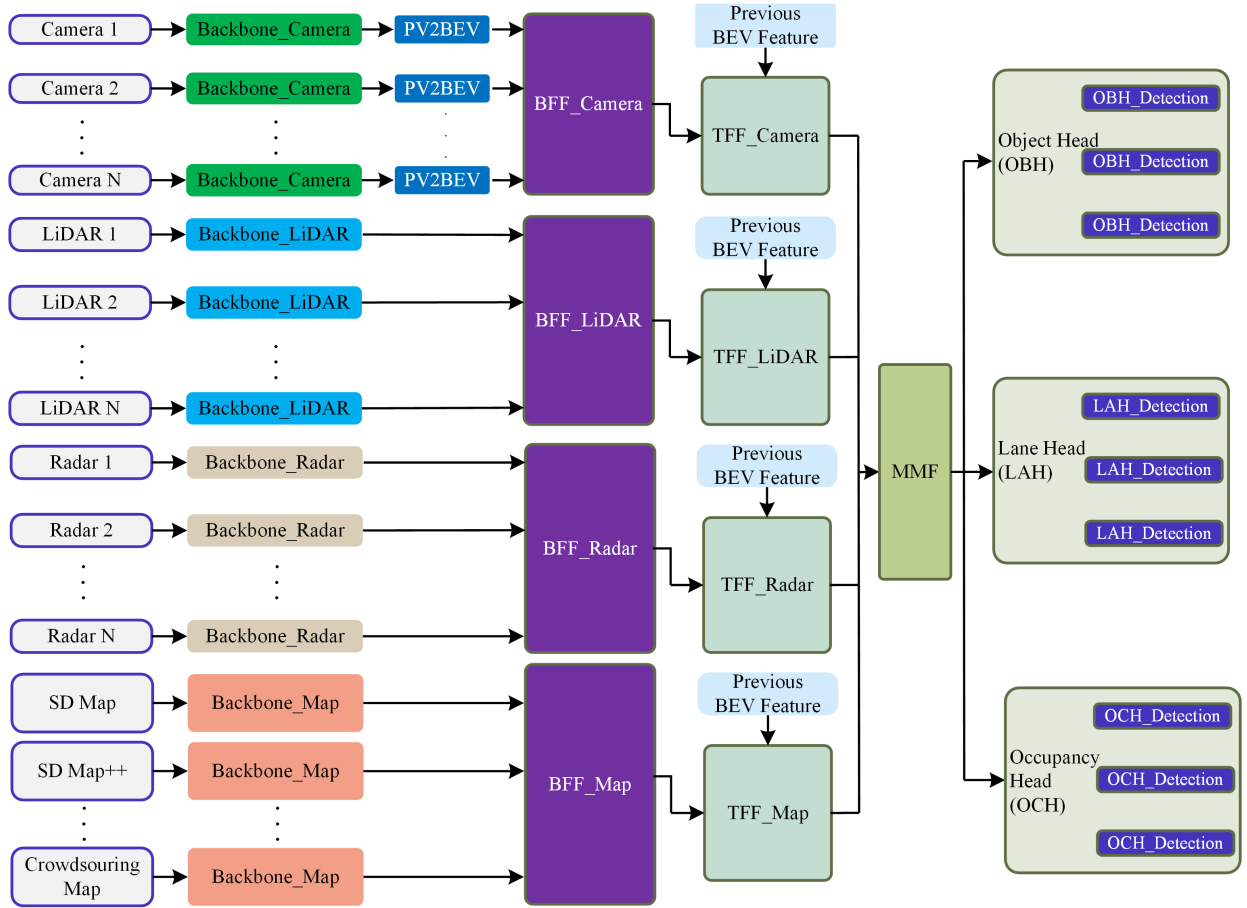 Camera 1
Backbone_Camera
PV2BEV
Camera 2
Backbone_Camera
PV2BEV
Camera N
Backbone_Camera
PV2BEV
BFF_Camera
Previous
BEV Feature
TFF_Camera
LiDAR 1
Backbone_LiDAR
LiDAR 2
Backbone_LiDAR
LiDAR N
Backbone_LiDAR
BFF_LiDAR
Previous
BEV Feature
TFF_LiDAR
Radar 1
Backbone_Radar
Radar 2
Backbone_Radar
Radar N
Backbone_Radar
BFF_Radar
Previous
BEV Feature
TFF_Radar
SD Map
Backbone_Map
SD Map++
Backbone_Map
Crowdsouring
Map
Backbone_Map
BFF_Map
Previous
BEV Feature
TFF_Map
MMF
Object Head
(OBH)
OBH_Detection
OBH_Detection
OBH_Detection
Lane Head
(LAH)
LAH_Detection
LAH_Detection
LAH_Detection
Occupancy
Head
(OCH)
OCH_Detection
OCH_Detection
OCH_Detection